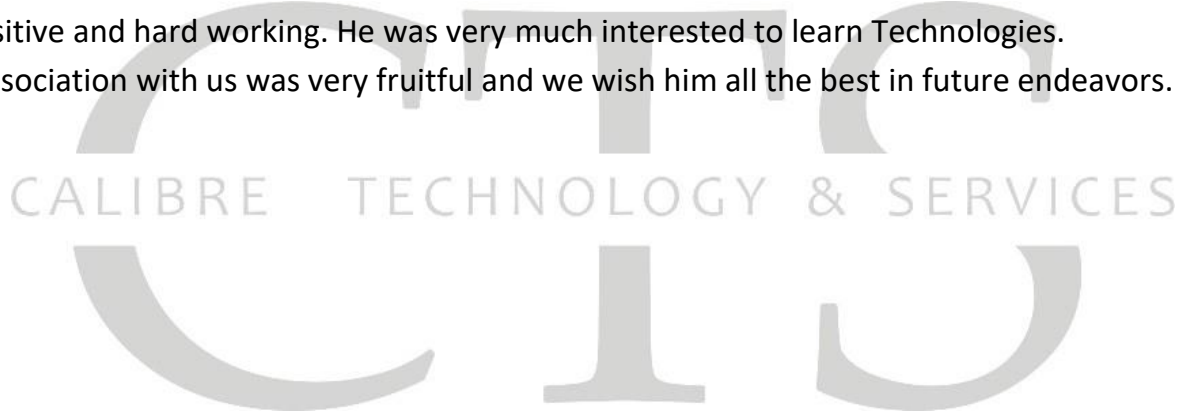 sitive and hard working. He was very much interested to learn Technologies.
sociation with us was very fruitful and we wish him all the best in future endeavors.
CTS
CALIBRE TECHNOLOGY & SERVICES